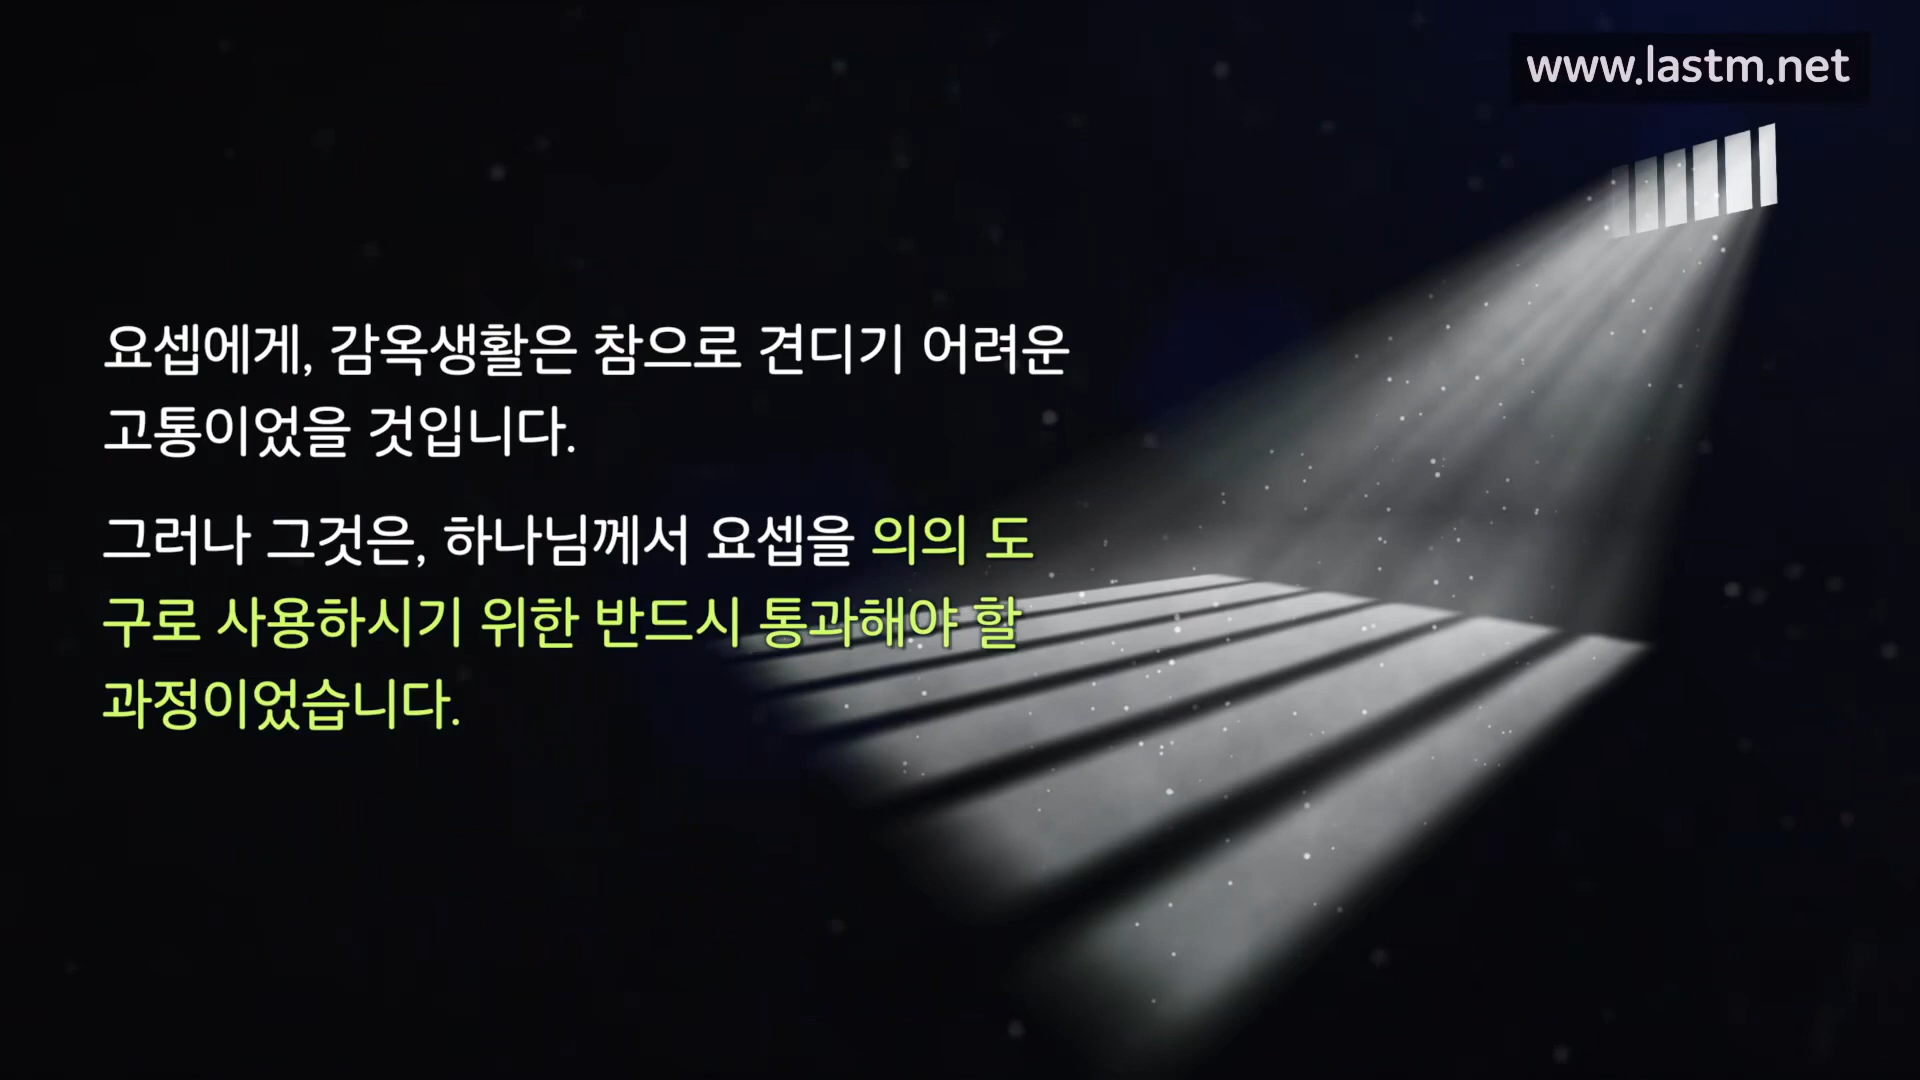 www.lastm.net
요셉에게, 감옥생활은 참으로 견디기 어려운
고통이었을 것입니다.
그러나 그것은, 하나님께서 요셉을 의의 도
구로 사용하시기 위한 반드시 통과해야 할
과정이었습니다.